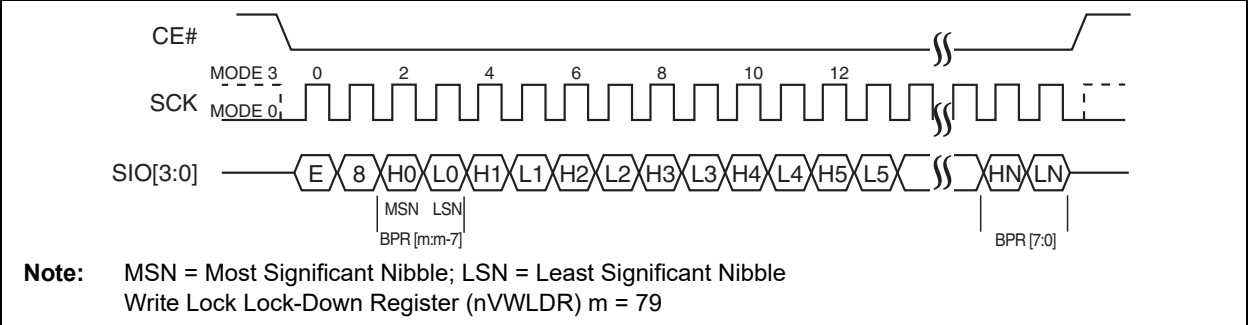 CE#
MODE 3 0 2 4 6 8 10 12
SCK
MODE 0
SIO[3:0] E 8 H0 L0 H1 L1 H2 L2 H3 L3 H4 L4 H5 L5 HN LN
MSN LSN
BPR [m:m-7] BPR [7:0]
Note: MSN = Most Significant Nibble; LSN = Least Significant Nibble
Write Lock Lock-Down Register (nVWLDR) m = 79